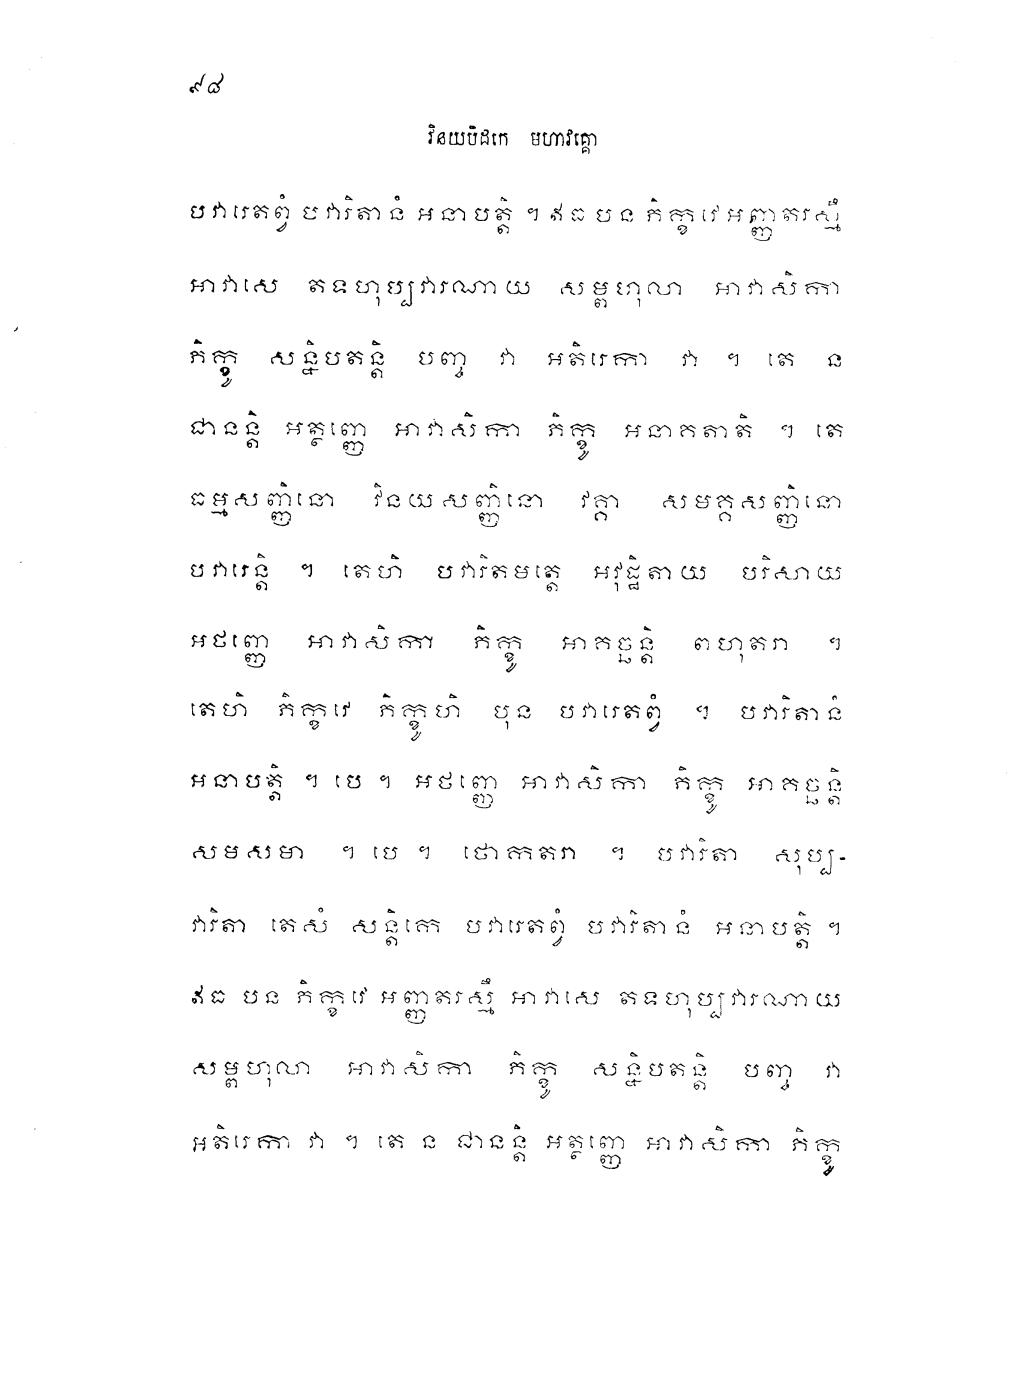 ៩៨
វិនយបិដកេ មហាវគ្គោ
បវារេតព្វំ បវារិតានំ អនាបត្តិ ។ ឥធ បន ភិក្ខវេ អញ្ញតរស្មឹ
អាវាសេ តទហុប្បវារណាយ សម្ពហុលា អាវាសិកា
ភិក្ខូ សន្និបតន្តិ បញ្ច វា អតិរេកា វា ។ តេ ន
ជានន្តិ អត្ថញ្ញេ អាវាសិកា ភិក្ខូ អនាគតាតិ ។ តេ
ធម្មសញ្ញិនោ វិនយសញ្ញិនោ វគ្គា សមគ្គសញ្ញិនោ
បវារេន្តិ ។ តេហិ បវារិតមត្តេ អវុដ្ឋិតាយ បរិសាយ
អថញ្ញេ អាវាសិកា ភិក្ខូ អាគច្ឆន្តិ ពហុតរា ។
តេហិ ភិក្ខវេ ភិក្ខូហិ បុន បវារេតព្វំ ។ បវារិតានំ
អនាបត្តិ ។ បេ ។ អថញ្ញេ អាវាសិកា ភិក្ខូ អាគច្ឆន្តិ
សមសមា ។ បេ ។ ថោកតរា ។ បវារិតា សុប្ប-
វារិតា តេសំ សន្តិកេ បវារេតព្វំ បវារិតានំ អនាបត្តិ ។
ឥធ បន ភិក្ខវេ អញ្ញតរស្មឹ អាវាសេ តទហុប្បវារណាយ
សម្ពហុលា អាវាសិកា ភិក្ខូ សន្និបតន្តិ បញ្ច វា
អតិរេកា វា ។ តេ ន ជានន្តិ អត្ថញ្ញេ អាវាសិកា ភិក្ខូ